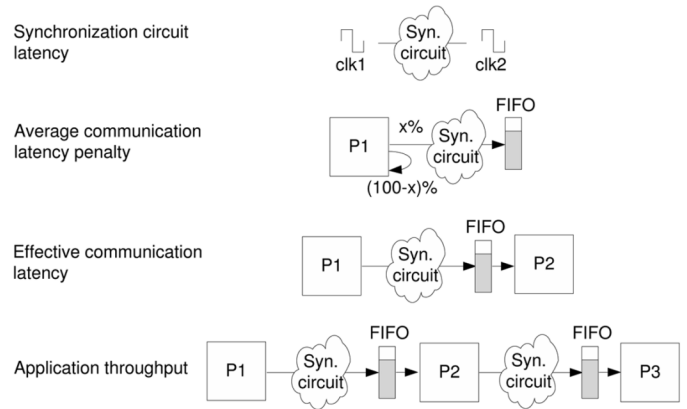 Synchronization circuit
latency
Syn.
circuit
clk1
clk2
Average communication
latency penalty
P1
x%
(100-x)%
Syn.
circuit
FIFO
Effective communication
latency
P1
Syn.
circuit
FIFO
P2
Application throughput
P1
Syn.
circuit
FIFO
P2
Syn.
circuit
FIFO
P3